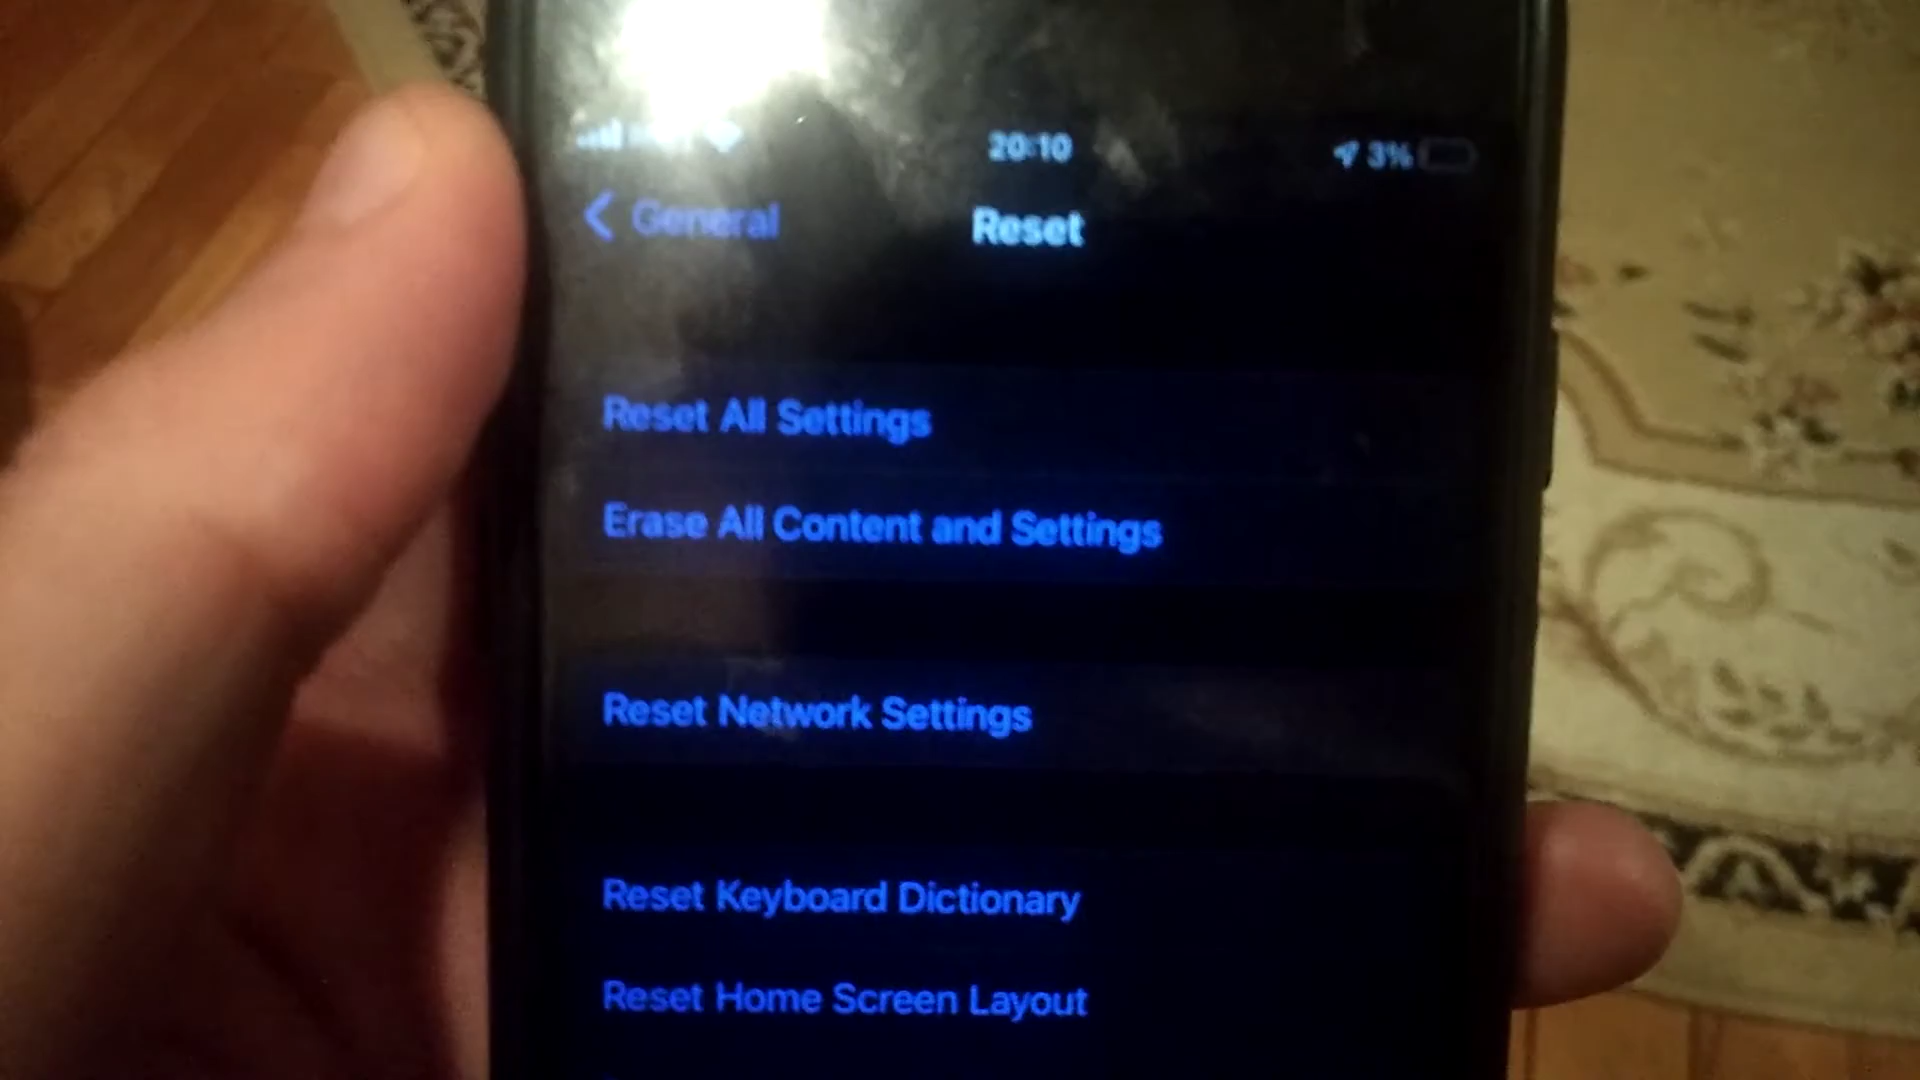 20:10
3%
General
Reset
Reset All Settings
Erase All Content and Settings
Reset Network Settings
Reset Keyboard Dictionary
Reset Home Screen Layout